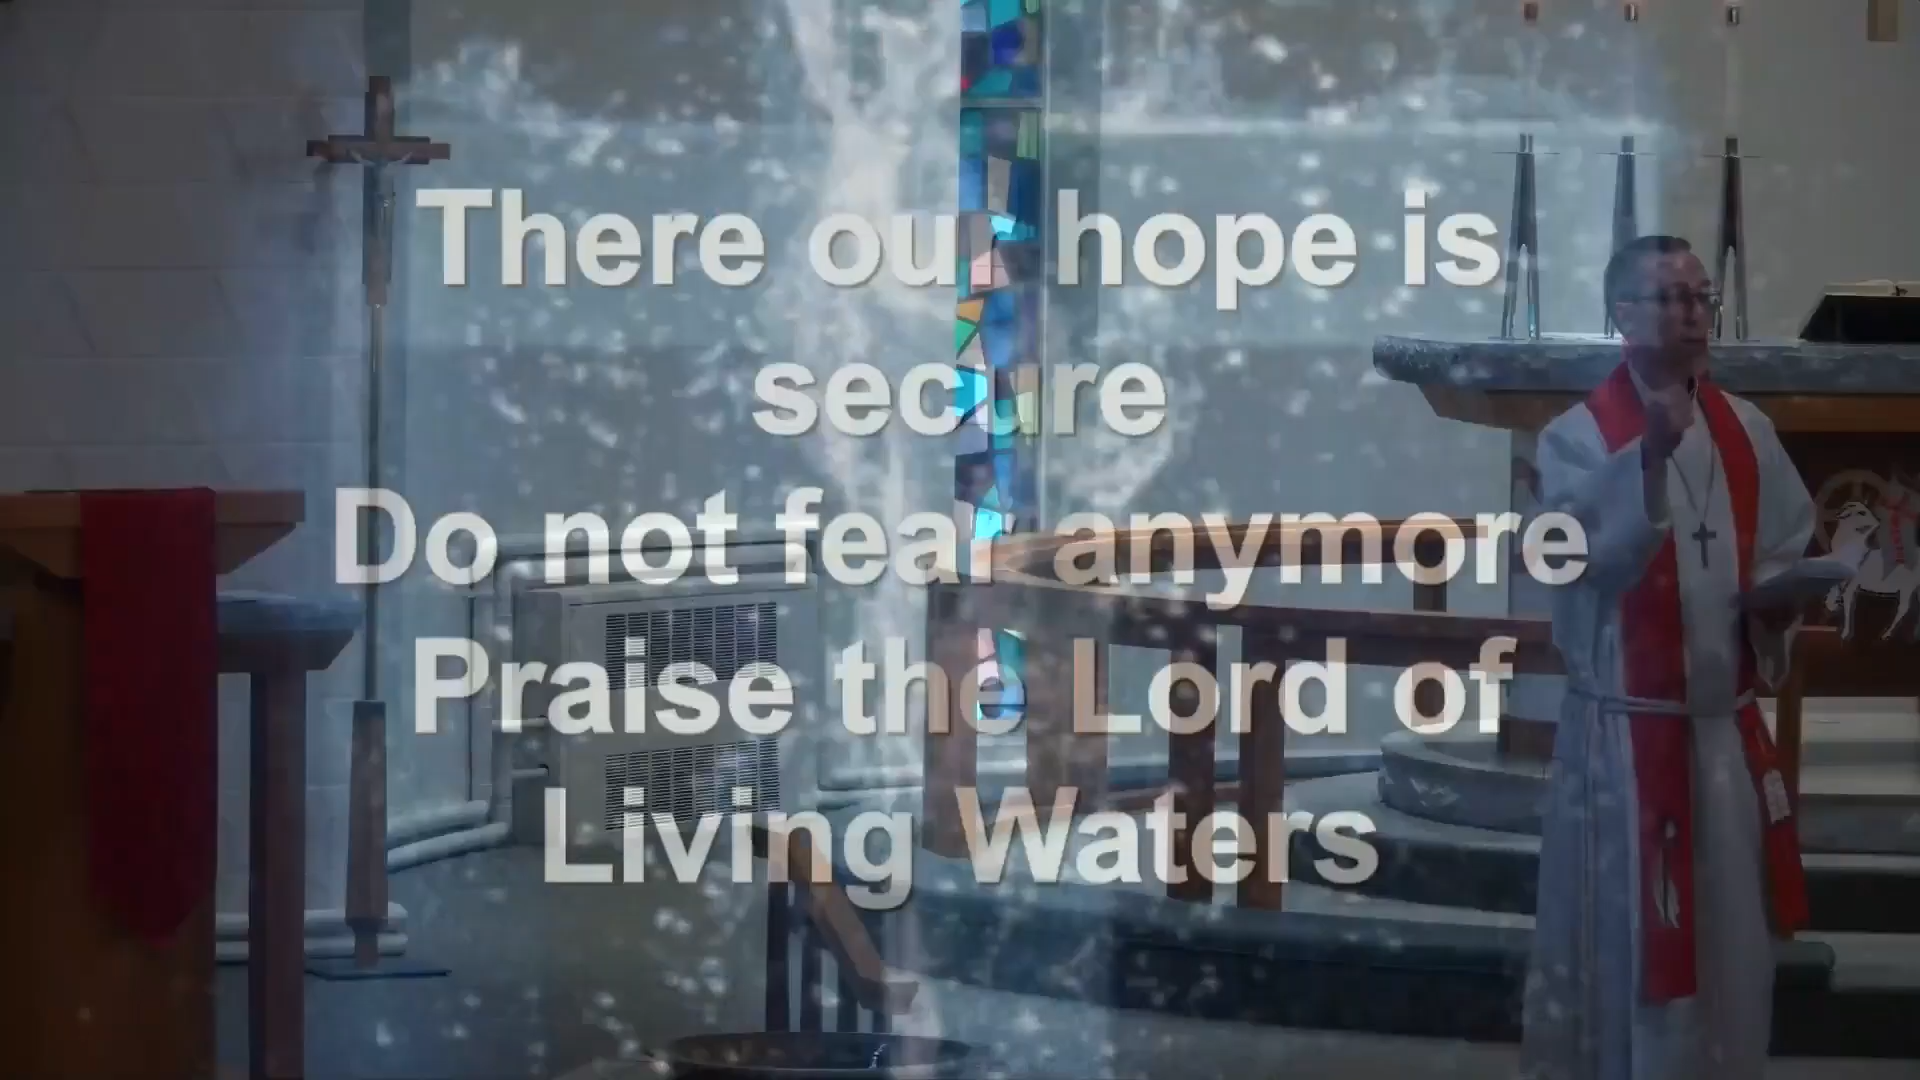 There our hope is
secure
Do not fear anymore
Praise the Lord of
Living Waters